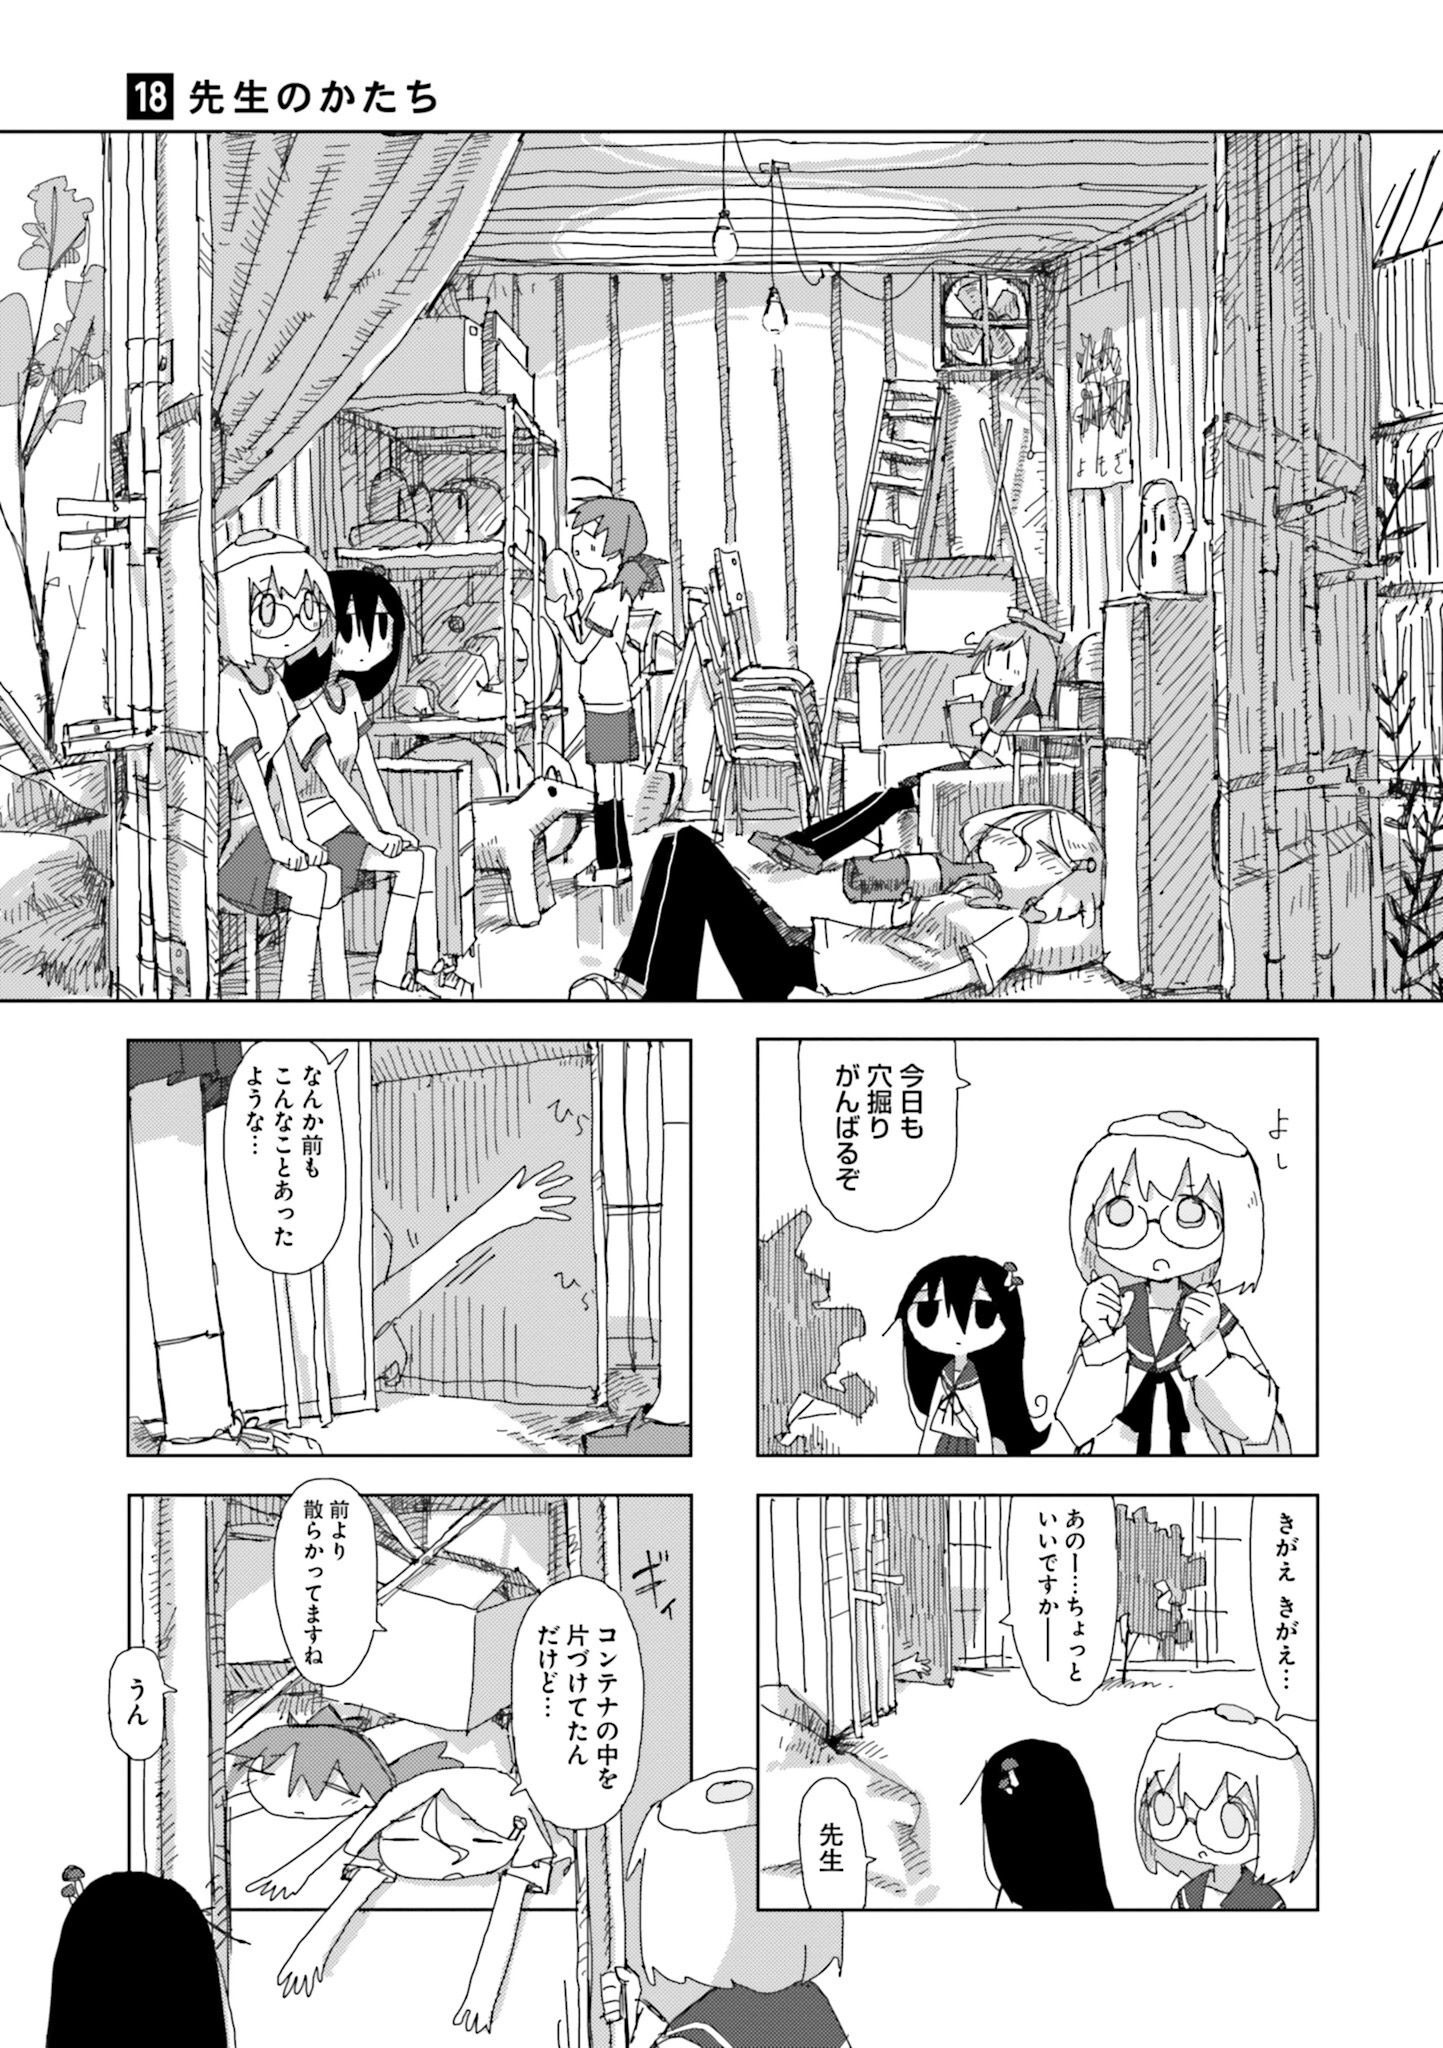 18 先生のかたち
よもぎ
よし
今日も
穴掘り
がんばるぞ
きがえ きがえ…
あのー…ちょっと
いいですかー
先生
なんか前も
こんなことあった
ような…
ひら
ひら
ギィ
コンテナの中を
片づけてたん
だけど…
前より
散らかってますね
うん